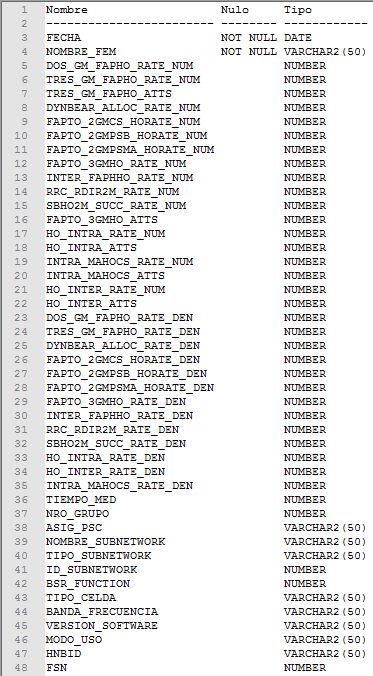 1 Nombre Nulo Tipo
2 ------------------------ -------- ------------
3 FECHA NOT NULL DATE
4 NOMBRE_FEM NOT NULL VARCHAR2(50)
5 DOS_GM_FAPHO_RATE_NUM NUMBER
6 TRES_GM_FAPHO_RATE_NUM NUMBER
7 TRES_GM_FAPHO_ATTS NUMBER
8 DYNBEAR_ALLOC_RATE_NUM NUMBER
9 FAPTO_2GMCS_HORATE_NUM NUMBER
10 FAPTO_2GMPSB_HORATE_NUM NUMBER
11 FAPTO_2GMPSMA_HORATE_NUM NUMBER
12 FAPTO_3GMHO_RATE_NUM NUMBER
13 INTER_FAPHHO_RATE_NUM NUMBER
14 RRC_RDIR2M_RATE_NUM NUMBER
15 SBHO2M_SUCC_RATE_NUM NUMBER
16 FAPTO_3GMHO_ATTS NUMBER
17 HO_INTRA_RATE_NUM NUMBER
18 HO_INTRA_ATTS NUMBER
19 INTRA_MAHOCS_RATE_NUM NUMBER
20 INTRA_MAHOCS_ATTS NUMBER
21 HO_INTER_RATE_NUM NUMBER
22 HO_INTER_ATTS NUMBER
23 DOS_GM_FAPHO_RATE_DEN NUMBER
24 TRES_GM_FAPHO_RATE_DEN NUMBER
25 DYNBEAR_ALLOC_RATE_DEN NUMBER
26 FAPTO_2GMCS_HORATE_DEN NUMBER
27 FAPTO_2GMPSB_HORATE_DEN NUMBER
28 FAPTO_2GMPSMA_HORATE_DEN NUMBER
29 FAPTO_3GMHO_RATE_DEN NUMBER
30 INTER_FAPHHO_RATE_DEN NUMBER
31 RRC_RDIR2M_RATE_DEN NUMBER
32 SBHO2M_SUCC_RATE_DEN NUMBER
33 HO_INTRA_RATE_DEN NUMBER
34 HO_INTER_RATE_DEN NUMBER
35 INTRA_MAHOCS_RATE_DEN NUMBER
36 TIEMPO_MED NUMBER
37 NRO_GRUPO NUMBER
38 ASIG_PSC VARCHAR2(50)
39 NOMBRE_SUBNETWORK VARCHAR2(50)
40 TIPO_SUBNETWORK VARCHAR2(50)
41 ID_SUBNETWORK NUMBER
42 BSR_FUNCTION NUMBER
43 TIPO_CELDA VARCHAR2(50)
44 BANDA_FRECUENCIA VARCHAR2(50)
45 VERSION_SOFTWARE VARCHAR2(50)
46 MODO_USO VARCHAR2(50)
47 HNBID VARCHAR2(50)
48 FSN NUMBER